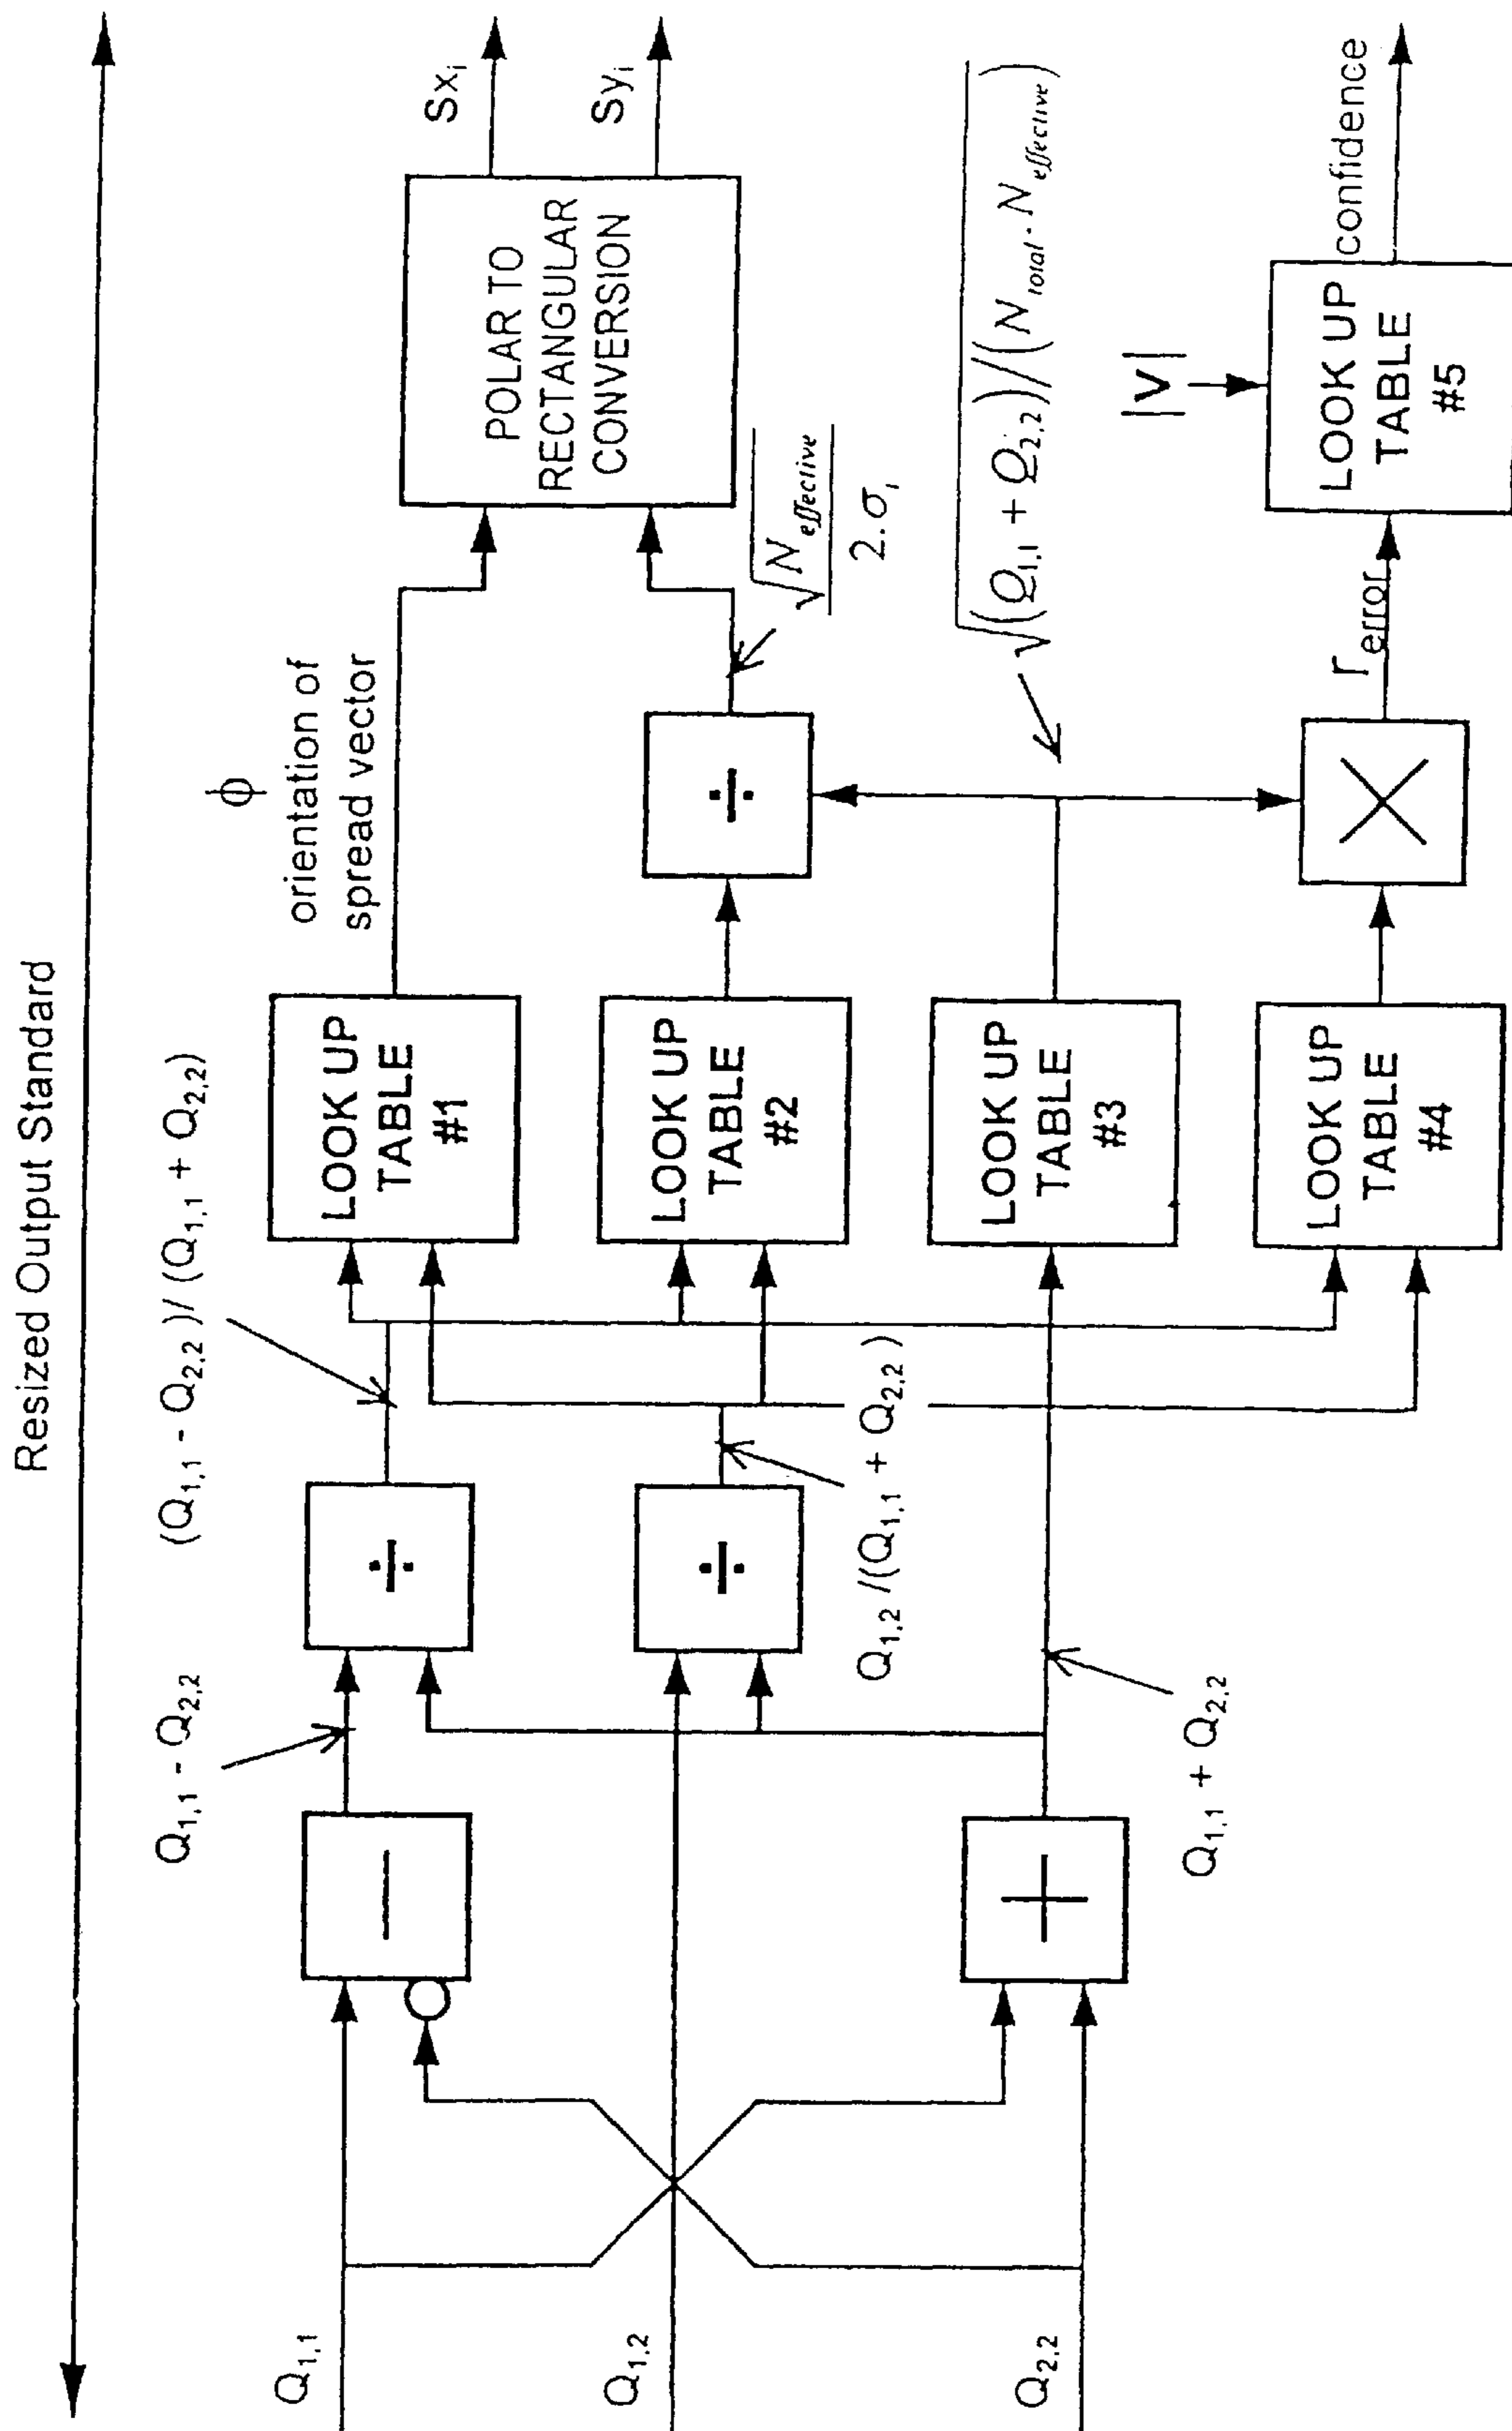 Resized Output Standard
Q1,1
Q1,2
Q2,2
−
+
Q1,1 - Q2,2
Q1,1 + Q2,2
÷
÷
(Q1,1 - Q2,2)/ (Q1,1 + Q2,2)
Q1,2 /(Q1,1 + Q2,2)
LOOK UP
TABLE
#1
LOOK UP
TABLE
#2
LOOK UP
TABLE
#3
LOOK UP
TABLE
#4
ϕ
orientation of
spread vector
÷
×
√Neffective
2.σi
√(Q1,1 + Q2,2)/(Ntotal · Neffective)
rerror
POLAR TO
RECTANGULAR
CONVERSION
|v|
LOOK UP
TABLE
#5
Sxi
Syi
confidence